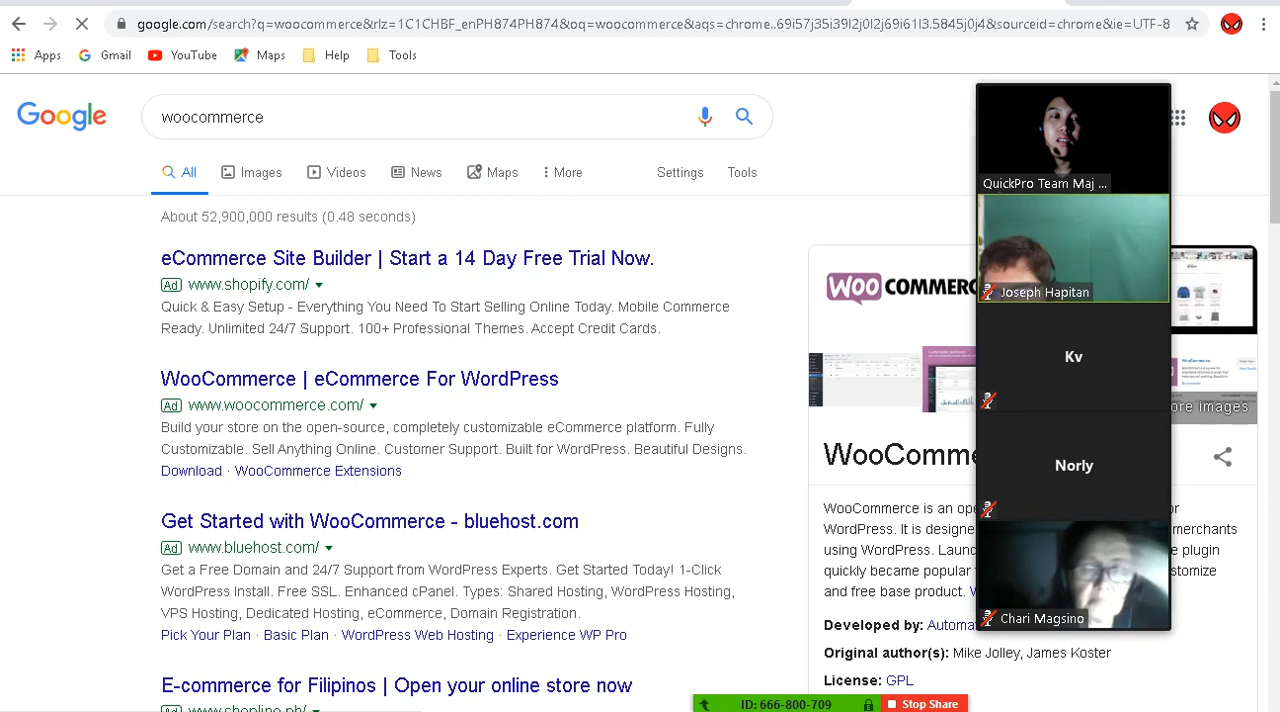 google.com/search?q=woocommerce&rlz=1C1CHBF_enPH874PH874&oq=woocommerce&aqs=chrome..69i57j35i39l2j0l2j69i61l3.5845j0j4&sourceid=chrome&ie=UTF-8
Apps Gmail YouTube Maps Help Tools
Google
woocommerce
All Images Videos News Maps More Settings Tools
About 52,900,000 results (0.48 seconds)
eCommerce Site Builder | Start a 14 Day Free Trial Now.
Ad www.shopify.com/
Quick & Easy Setup - Everything You Need To Start Selling Online Today. Mobile Commerce
Ready. Unlimited 24/7 Support. 100+ Professional Themes. Accept Credit Cards.
WooCommerce | eCommerce For WordPress
Ad www.woocommerce.com/
Build your store on the open-source, completely customizable eCommerce platform. Fully
Customizable. Sell Anything Online. Customer Support. Built for WordPress. Beautiful Designs.
Download · WooCommerce Extensions
Get Started with WooCommerce - bluehost.com
Ad www.bluehost.com/
Get a Free Domain and 24/7 Support from WordPress Experts. Get Started Today! 1-Click
WordPress Install Free SSL. Enhanced cPanel. Types: Shared Hosting, WordPress Hosting,
VPS Hosting, Dedicated Hosting, eCommerce, Domain Registration.
Pick Your Plan · Basic Plan · WordPress Web Hosting · Experience WP Pro
E-commerce for Filipinos | Open your online store now
Ad www.shopline.ph/
WOO COMMERC
ore images
WooComme
WooCommerce is an ope or
WordPress. It is designe merchants
using WordPress. Launc e plugin
quickly became popular stomize
and free base product. W
Developed by: Automa
Original author(s): Mike Jolley, James Koster
License: GPL
QuickPro Team Maj ...
Joseph Hapitan
Kv
Norly
Chari Magsino
ID: 666-800-709 Stop Share